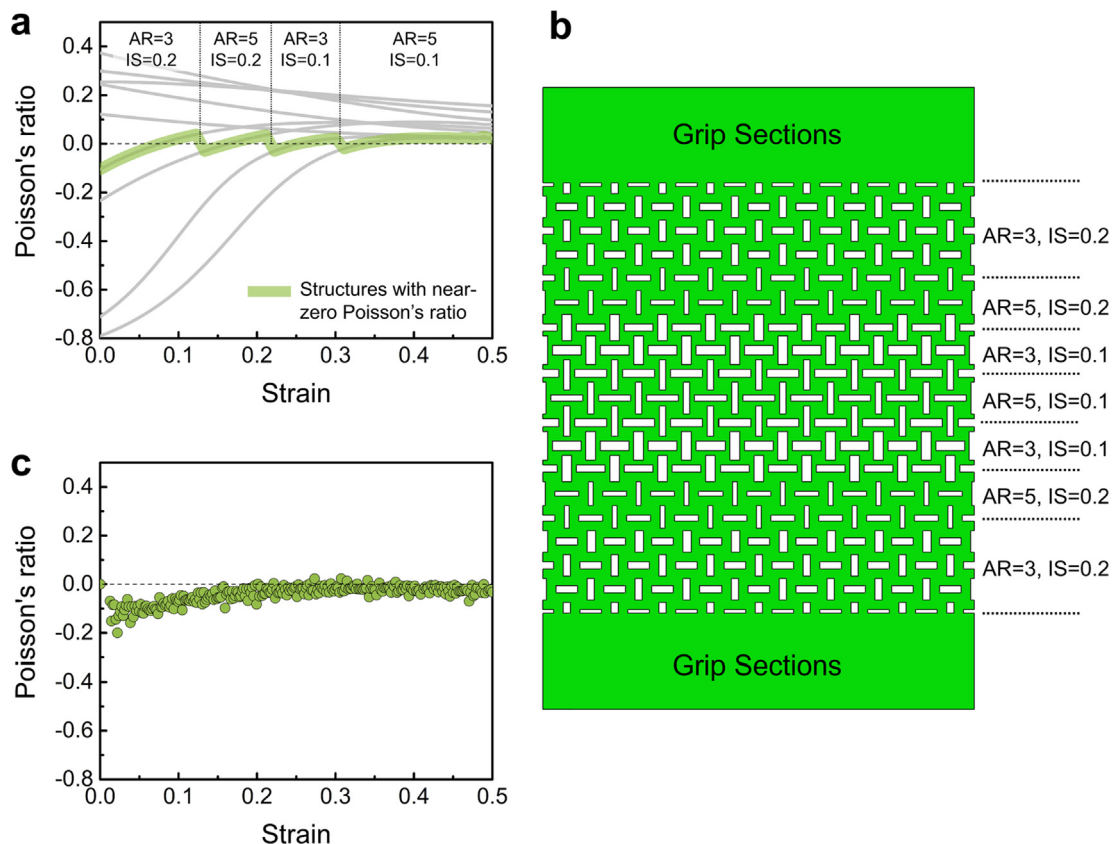 a
AR=3 AR=5 AR=3 AR=5
IS=0.2 IS=0.2 IS=0.1 IS=0.1
0.4
0.2
0.0
-0.2
-0.4
-0.6
-0.8
Poisson's ratio
Structures with near-
zero Poisson's ratio
0.0 0.1 0.2 0.3 0.4 0.5
Strain
b
Grip Sections
AR=3, IS=0.2
AR=5, IS=0.2
AR=3, IS=0.1
AR=5, IS=0.1
AR=3, IS=0.1
AR=5, IS=0.2
AR=3, IS=0.2
Grip Sections
c
0.4
0.2
0.0
-0.2
-0.4
-0.6
-0.8
Poisson's ratio
0.0 0.1 0.2 0.3 0.4 0.5
Strain